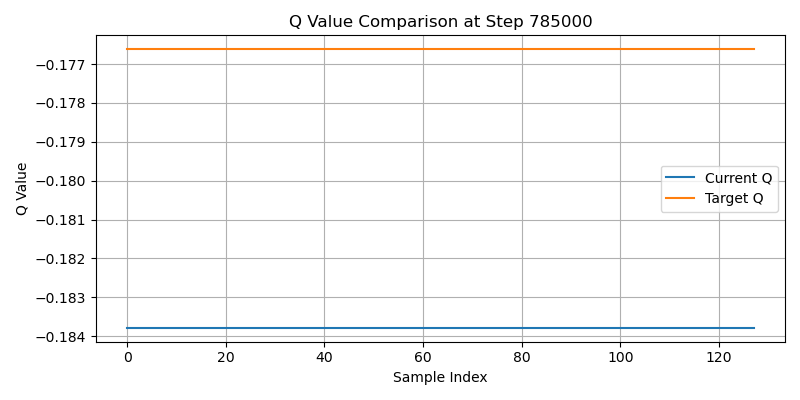 Q Value Comparison at Step 785000
Q Value
−0.177
−0.178
−0.179
−0.180
−0.181
−0.182
−0.183
−0.184
Current Q
Target Q
0 20 40 60 80 100 120
Sample Index